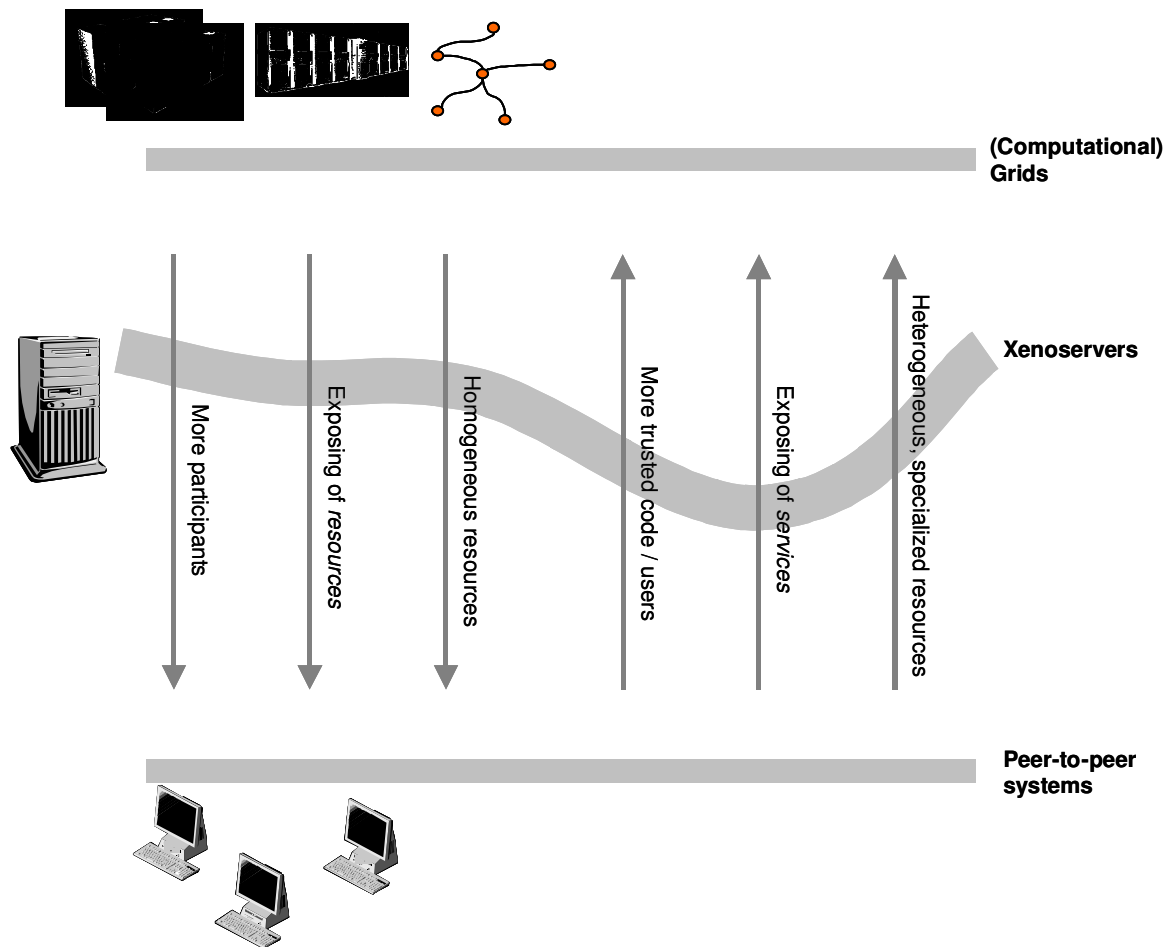 (Computational)
Grids
Xenoservers
More participants
Exposing of resources
Homogeneous resources
More trusted code / users
Exposing of services
Heterogeneous, specialized resources
Peer-to-peer
systems